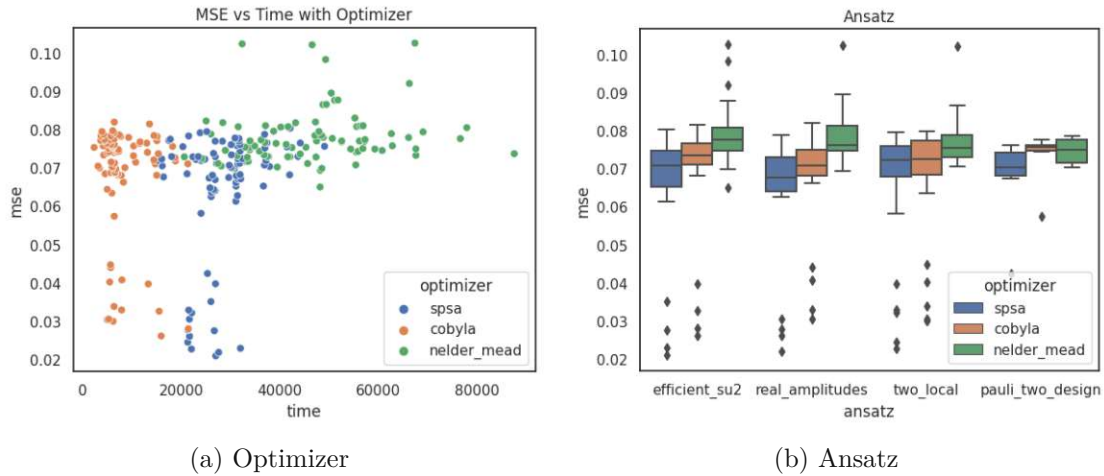 MSE vs Time with Optimizer
0.10
0.09
0.08
0.07
0.06
0.05
0.04
0.03
0.02
mse
0
20000
40000
60000
80000
time
optimizer
spsa
cobyla
nelder_mead
(a) Optimizer
Ansatz
0.10
0.09
0.08
0.07
0.06
0.05
0.04
0.03
0.02
mse
efficient_su2
real_amplitudes
two_local
pauli_two_design
ansatz
optimizer
spsa
cobyla
nelder_mead
(b) Ansatz